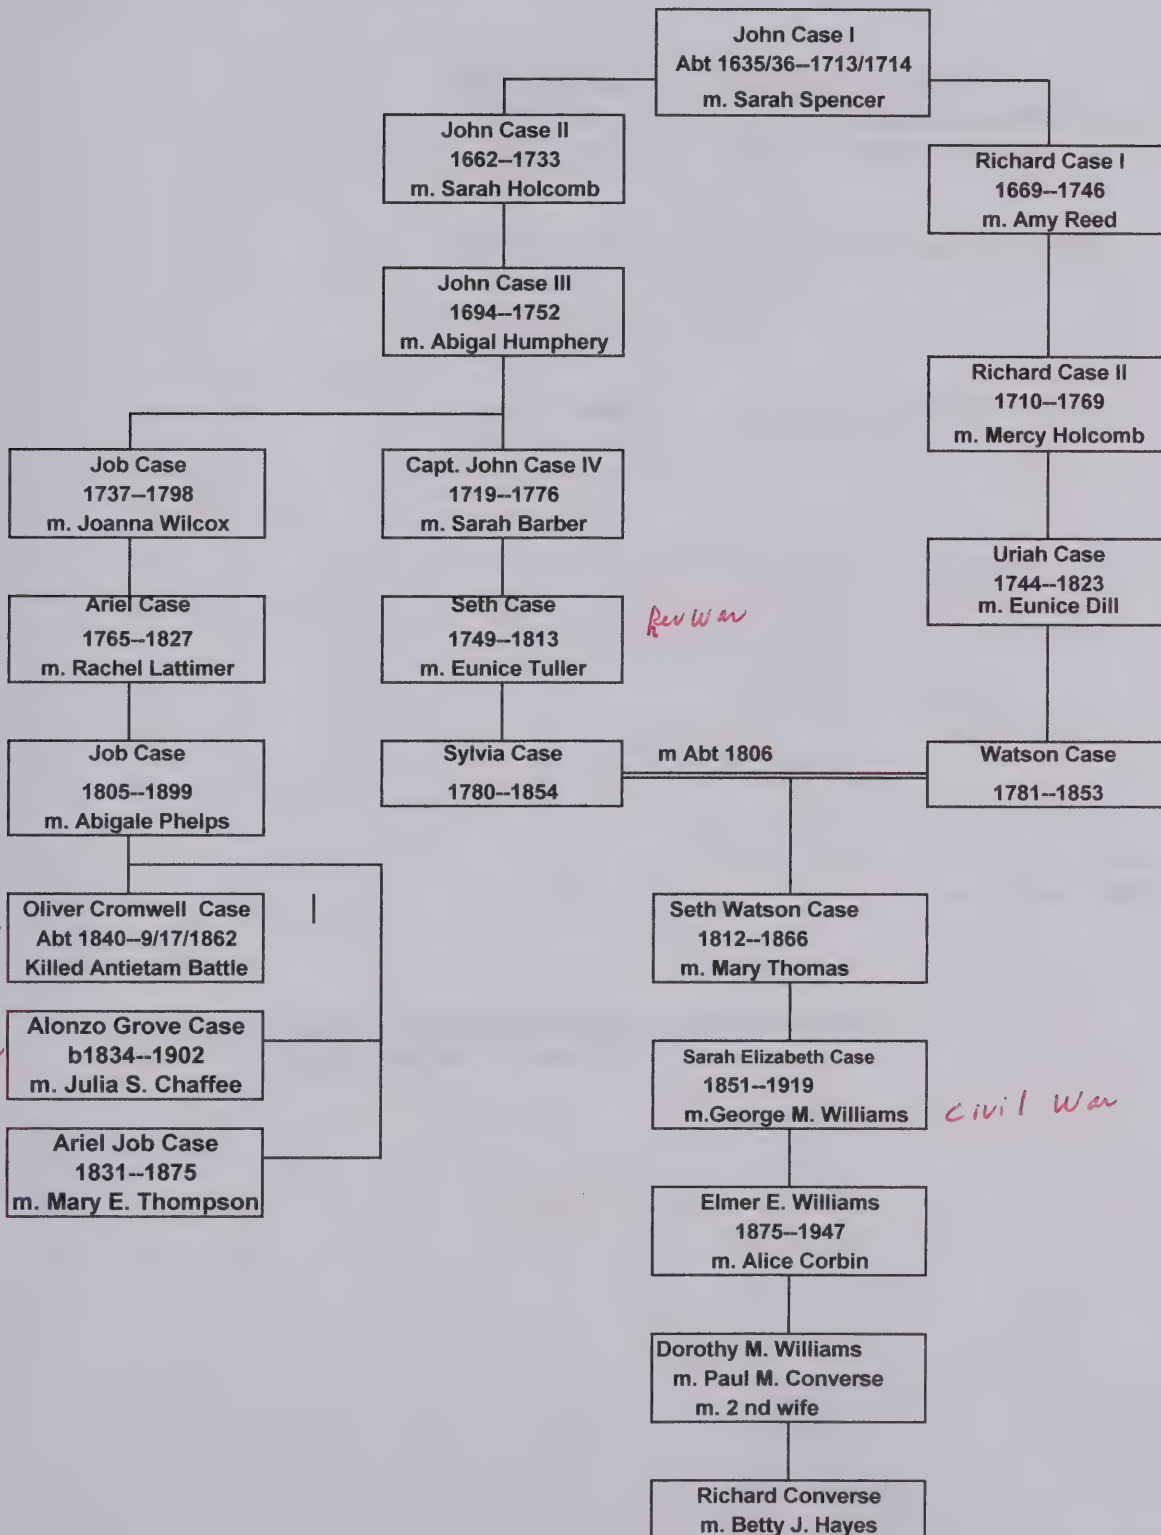 John Case I
Abt 1635/36--1713/1714
m. Sarah Spencer
John Case II
1662--1733
m. Sarah Holcomb
Richard Case I
1669--1746
m. Amy Reed
John Case III
1694--1752
m. Abigal Humphery
Richard Case II
1710--1769
m. Mercy Holcomb
Job Case
1737--1798
m. Joanna Wilcox
Capt. John Case IV
1719--1776
m. Sarah Barber
Uriah Case
1744--1823
m. Eunice Dill
Ariel Case
1765--1827
m. Rachel Lattimer
Seth Case
1749--1813
m. Eunice Tuller
Rev War
Job Case
1805--1899
m. Abigale Phelps
Sylvia Case
1780--1854
m Abt 1806
Watson Case
1781--1853
Oliver Cromwell Case
Abt 1840--9/17/1862
Killed Antietam Battle
Seth Watson Case
1812--1866
m. Mary Thomas
Alonzo Grove Case
b1834--1902
m. Julia S. Chaffee
Sarah Elizabeth Case
1851--1919
m.George M. Williams
Civil War
Ariel Job Case
1831--1875
m. Mary E. Thompson
Elmer E. Williams
1875--1947
m. Alice Corbin
Dorothy M. Williams
m. Paul M. Converse
m. 2 nd wife
Richard Converse
m. Betty J. Hayes